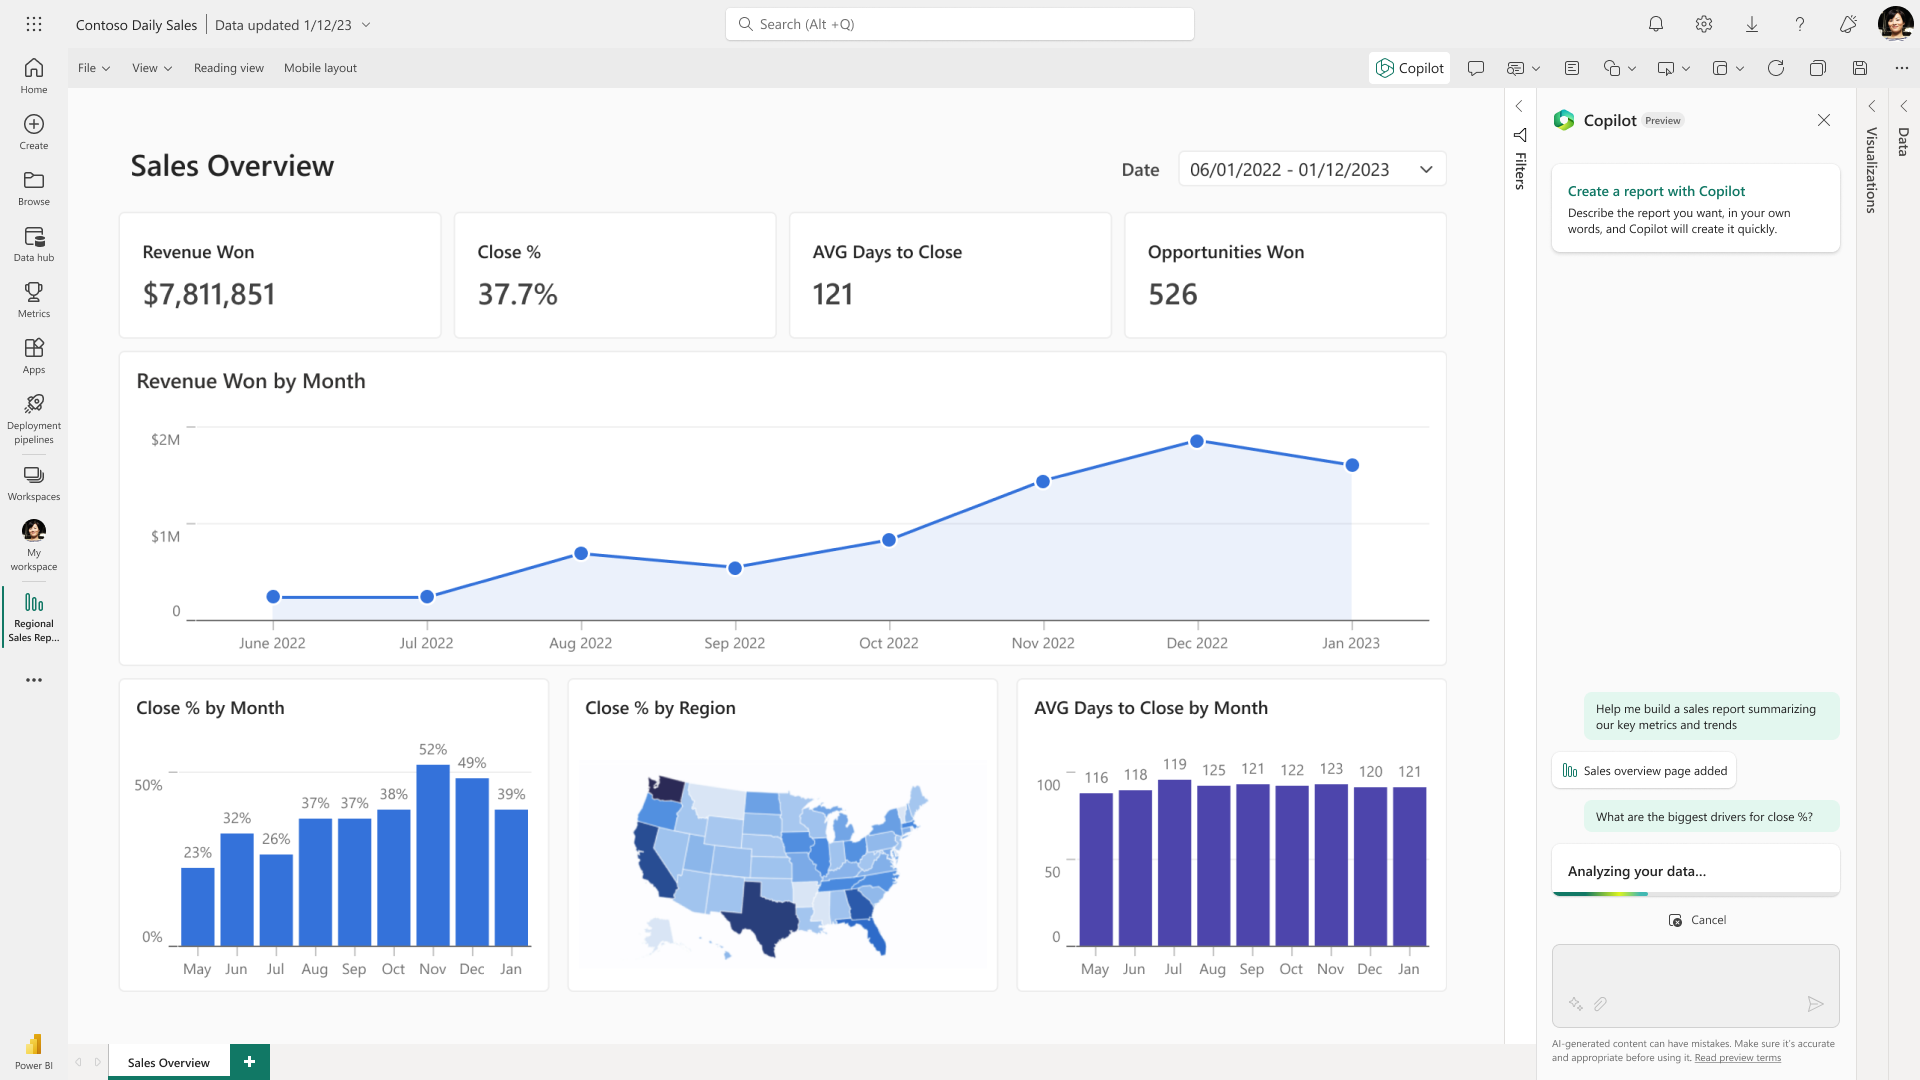 Contoso Daily Sales
Data updated 1/12/23
Search (Alt +Q)
File
View
Reading view
Mobile layout
Copilot
Home
Create
Browse
Data hub
Metrics
Apps
Deployment
pipelines
Workspaces
My
workspace
Regional
Sales Rep...
Power BI
Sales Overview
Date
06/01/2022 - 01/12/2023
Revenue Won
$7,811,851
Close %
37.7%
AVG Days to Close
121
Opportunities Won
526
Revenue Won by Month
$2M
$1M
0
June 2022
Jul 2022
Aug 2022
Sep 2022
Oct 2022
Nov 2022
Dec 2022
Jan 2023
Close % by Month
50%
0%
23%
32%
26%
37%
37%
38%
52%
49%
39%
May
Jun
Jul
Aug
Sep
Oct
Nov
Dec
Jan
Close % by Region
AVG Days to Close by Month
100
50
0
116
118
119
125
121
122
123
120
121
May
Jun
Jul
Aug
Sep
Oct
Nov
Dec
Jan
Sales Overview
Filters
Copilot
Preview
Create a report with Copilot
Describe the report you want, in your own
words, and Copilot will create it quickly.
Help me build a sales report summarizing
our key metrics and trends
Sales overview page added
What are the biggest drivers for close %?
Analyzing your data...
Cancel
AI-generated content can have mistakes. Make sure it's accurate
and appropriate before using it. Read preview terms
Visualizations
Data